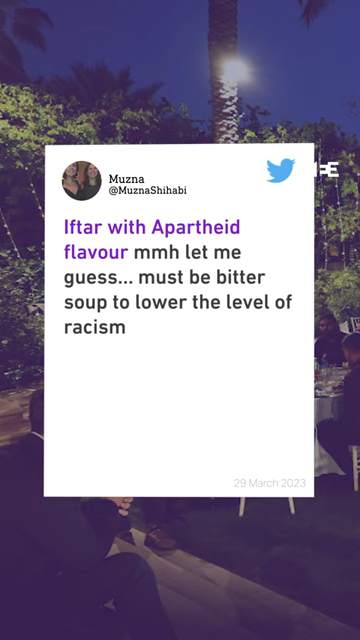 Muzna
@MuznaShihabi
Iftar with Apartheid
flavour mmh let me
guess... must be bitter
soup to lower the level of
racism
29 March 2023